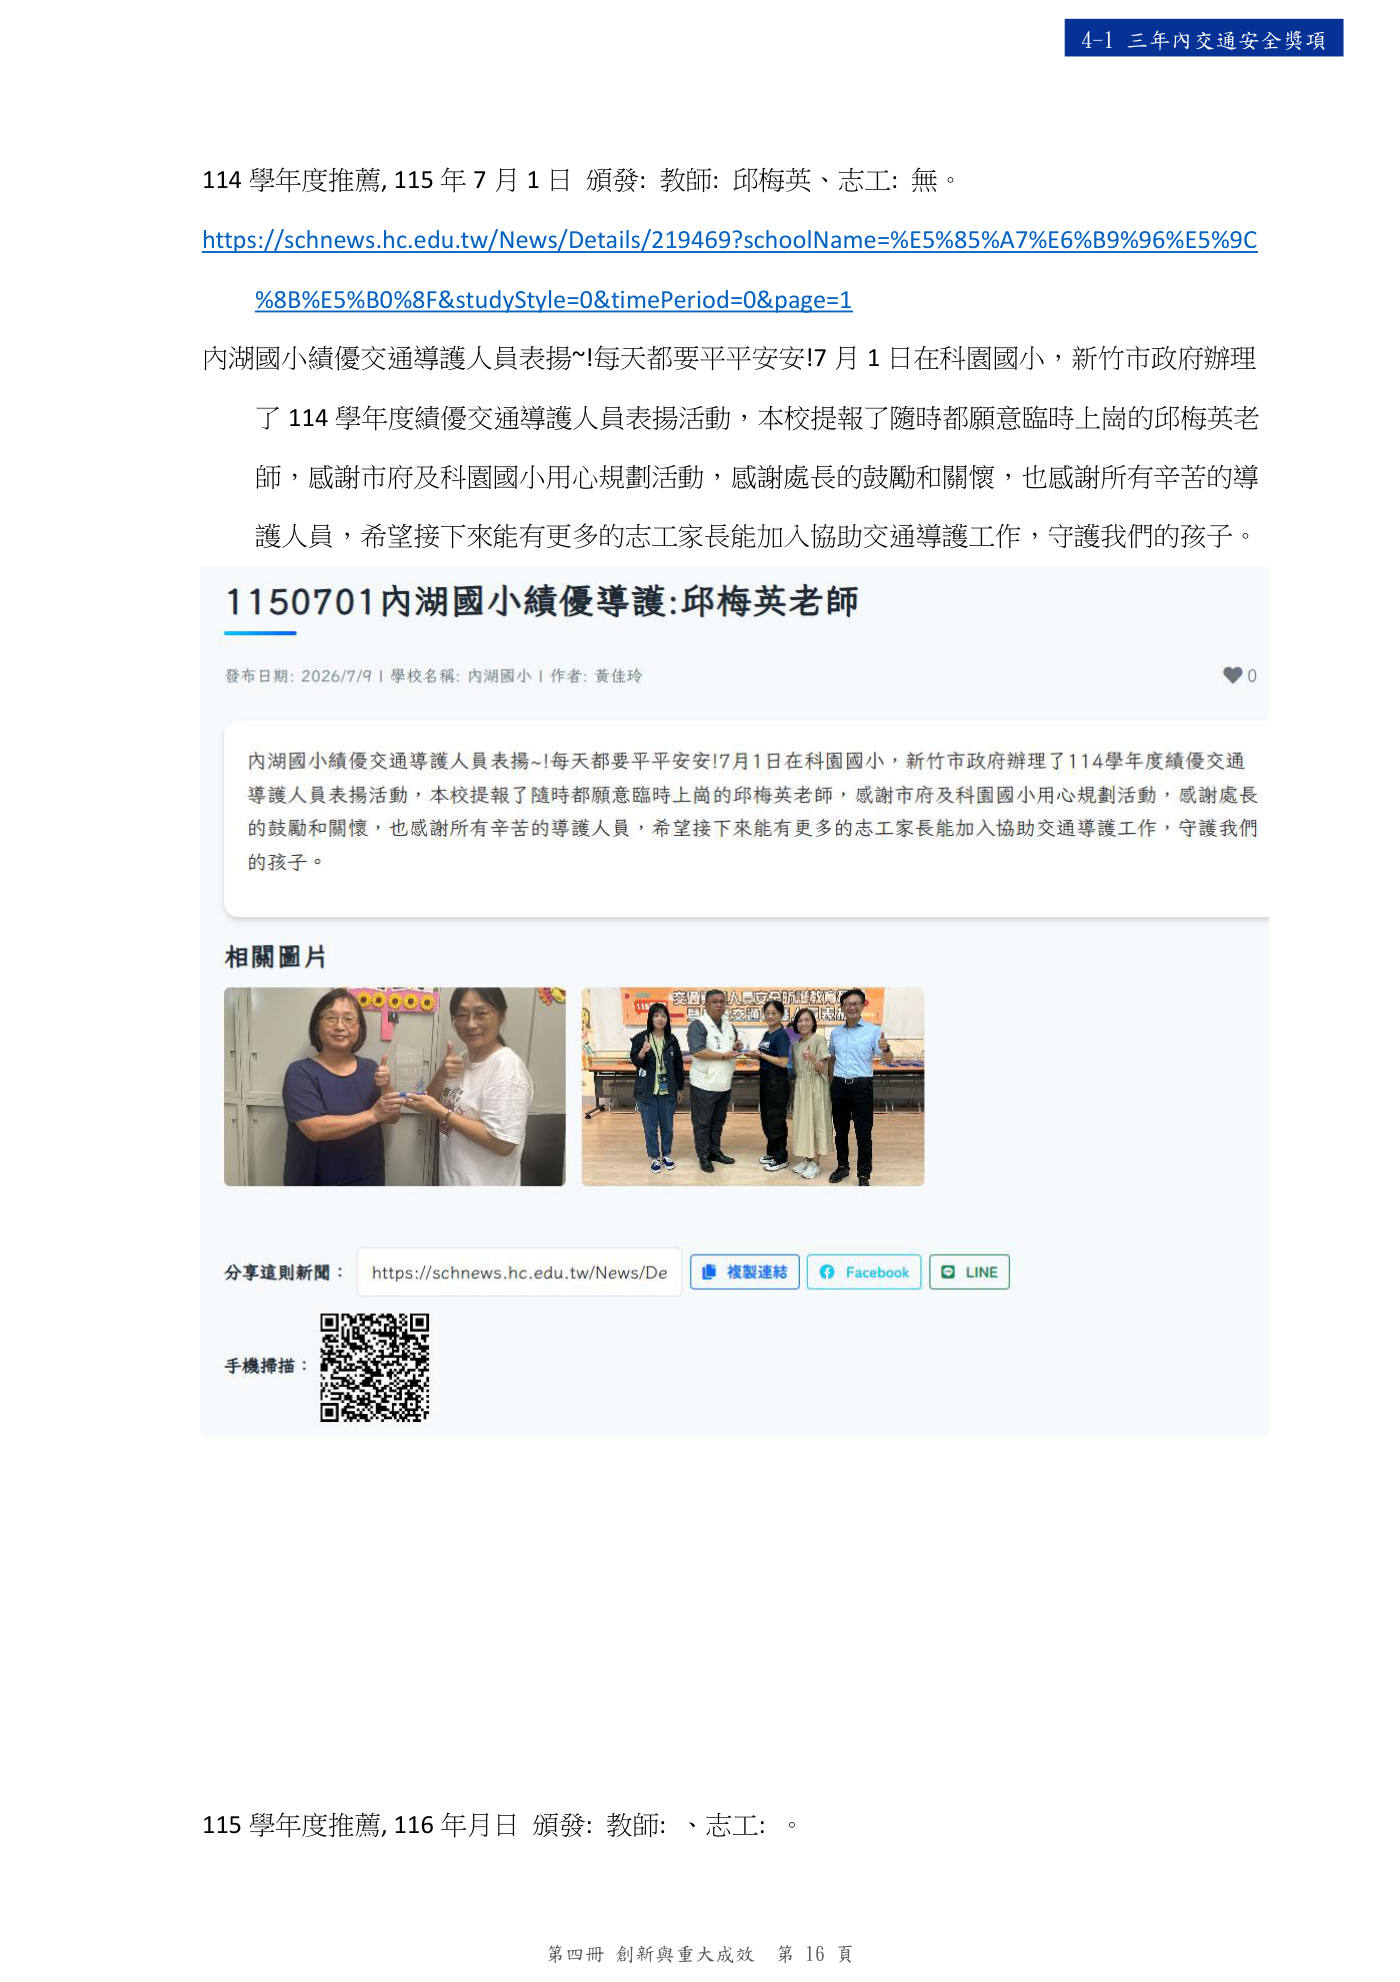 4-1 三年內交通安全獎項
114 學年度推薦, 115 年 7 月 1 日 頒發: 教師: 邱梅英、志工: 無。
https://schnews.hc.edu.tw/News/Details/219469?schoolName=%E5%85%A7%E6%B9%96%E5%9C
%8B%E5%B0%8F&studyStyle=0&timePeriod=0&page=1
內湖國小績優交通導護人員表揚~!每天都要平平安安!7 月 1 日在科園國小，新竹市政府辦理
了 114 學年度績優交通導護人員表揚活動，本校提報了隨時都願意臨時上崗的邱梅英老
師，感謝市府及科園國小用心規劃活動，感謝處長的鼓勵和關懷，也感謝所有辛苦的導
護人員，希望接下來能有更多的志工家長能加入協助交通導護工作，守護我們的孩子。
1150701內湖國小績優導護:邱梅英老師
發布日期: 2026/7/9 | 學校名稱: 內湖國小 | 作者: 黃佳玲
0
內湖國小績優交通導護人員表揚~!每天都要平平安安!7月1日在科園國小，新竹市政府辦理了114學年度績優交通
導護人員表揚活動，本校提報了隨時都願意臨時上崗的邱梅英老師，感謝市府及科園國小用心規劃活動，感謝處長
的鼓勵和關懷，也感謝所有辛苦的導護人員，希望接下來能有更多的志工家長能加入協助交通導護工作，守護我們
的孩子。
相關圖片
分享這則新聞： https://schnews.hc.edu.tw/News/De 複製連結 Facebook LINE
手機掃描：
115 學年度推薦, 116 年月日 頒發: 教師: 、志工: 。
第四冊 創新與重大成效 第 16 頁